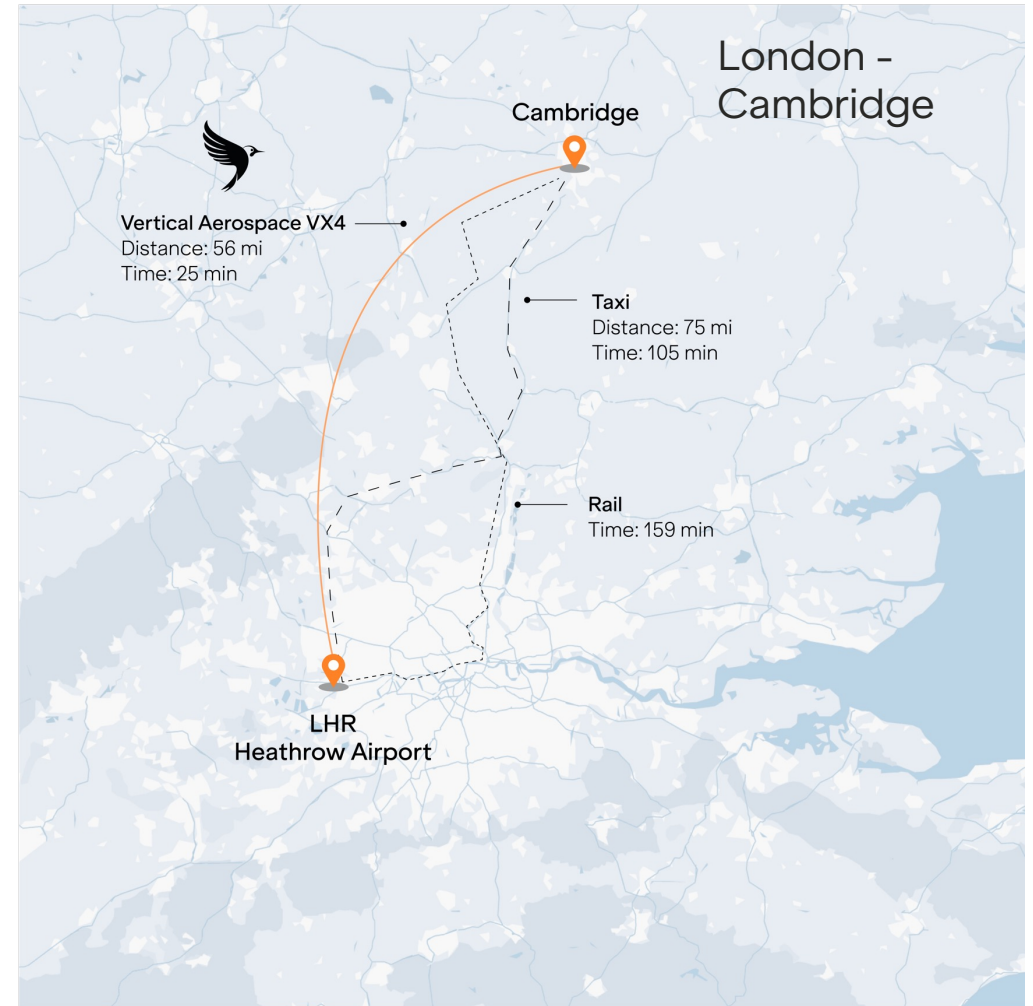 London -
Cambridge
Cambridge
Vertical Aerospace VX4
Distance: 56 mi
Time: 25 min
Taxi
Distance: 75 mi
Time: 105 min
Rail
Time: 159 min
LHR
Heathrow Airport